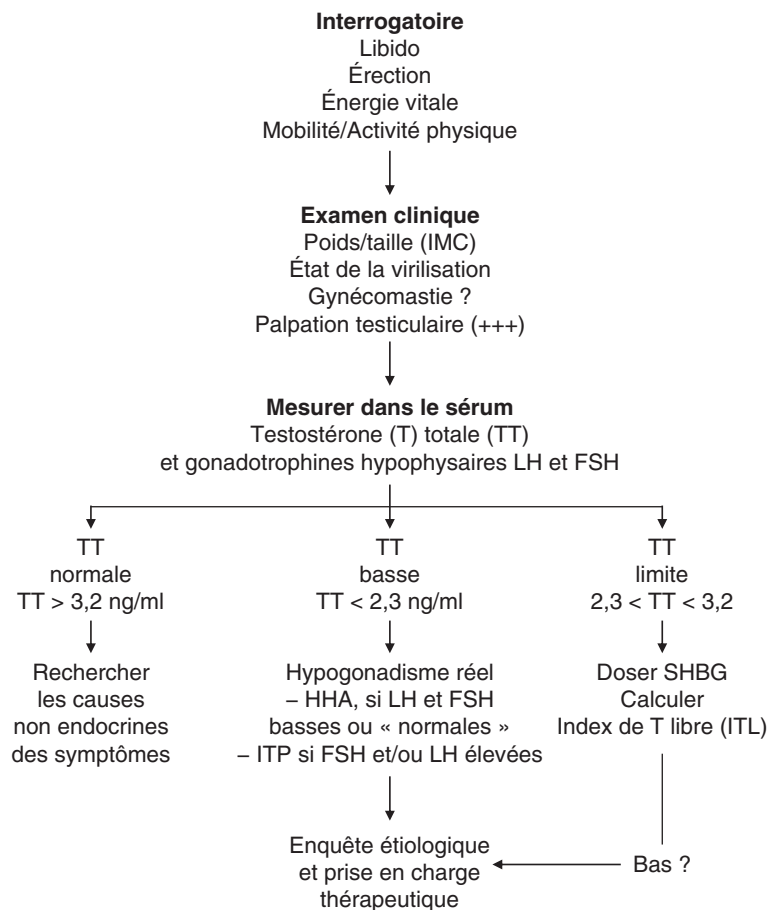 Interrogatoire
Libido
Érection
Énergie vitale
Mobilité/Activité physique
Examen clinique
Poids/taille (IMC)
État de la virilisation
Gynécomastie ?
Palpation testiculaire (+++)
Mesurer dans le sérum
Testostérone (T) totale (TT)
et gonadotrophines hypophysaires LH et FSH
TT
normale
TT > 3,2 ng/ml
Rechercher
les causes
non endocrines
des symptômes
TT
basse
TT < 2,3 ng/ml
Hypogonadisme réel
– HHA, si LH et FSH
basses ou « normales »
– ITP si FSH et/ou LH élevées
TT
limite
2,3 < TT < 3,2
Doser SHBG
Calculer
Index de T libre (ITL)
Bas ?
Enquête étiologique
et prise en charge
thérapeutique